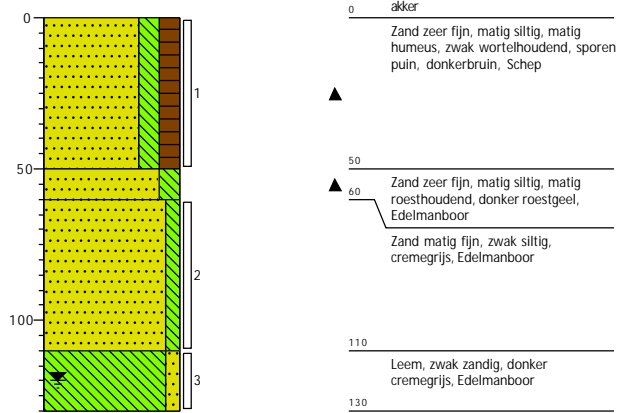 0
50
100
1
2
3
0
akker
Zand zeer fijn, matig siltig, matig
humeus, zwak wortelhoudend, sporen
puin, donkerbruin, Schep
50
Zand zeer fijn, matig siltig, matig
roesthoudend, donker roestgeel,
Edelmanboor
60
Zand matig fijn, zwak siltig,
cremegrijs, Edelmanboor
110
Leem, zwak zandig, donker
cremegrijs, Edelmanboor
130